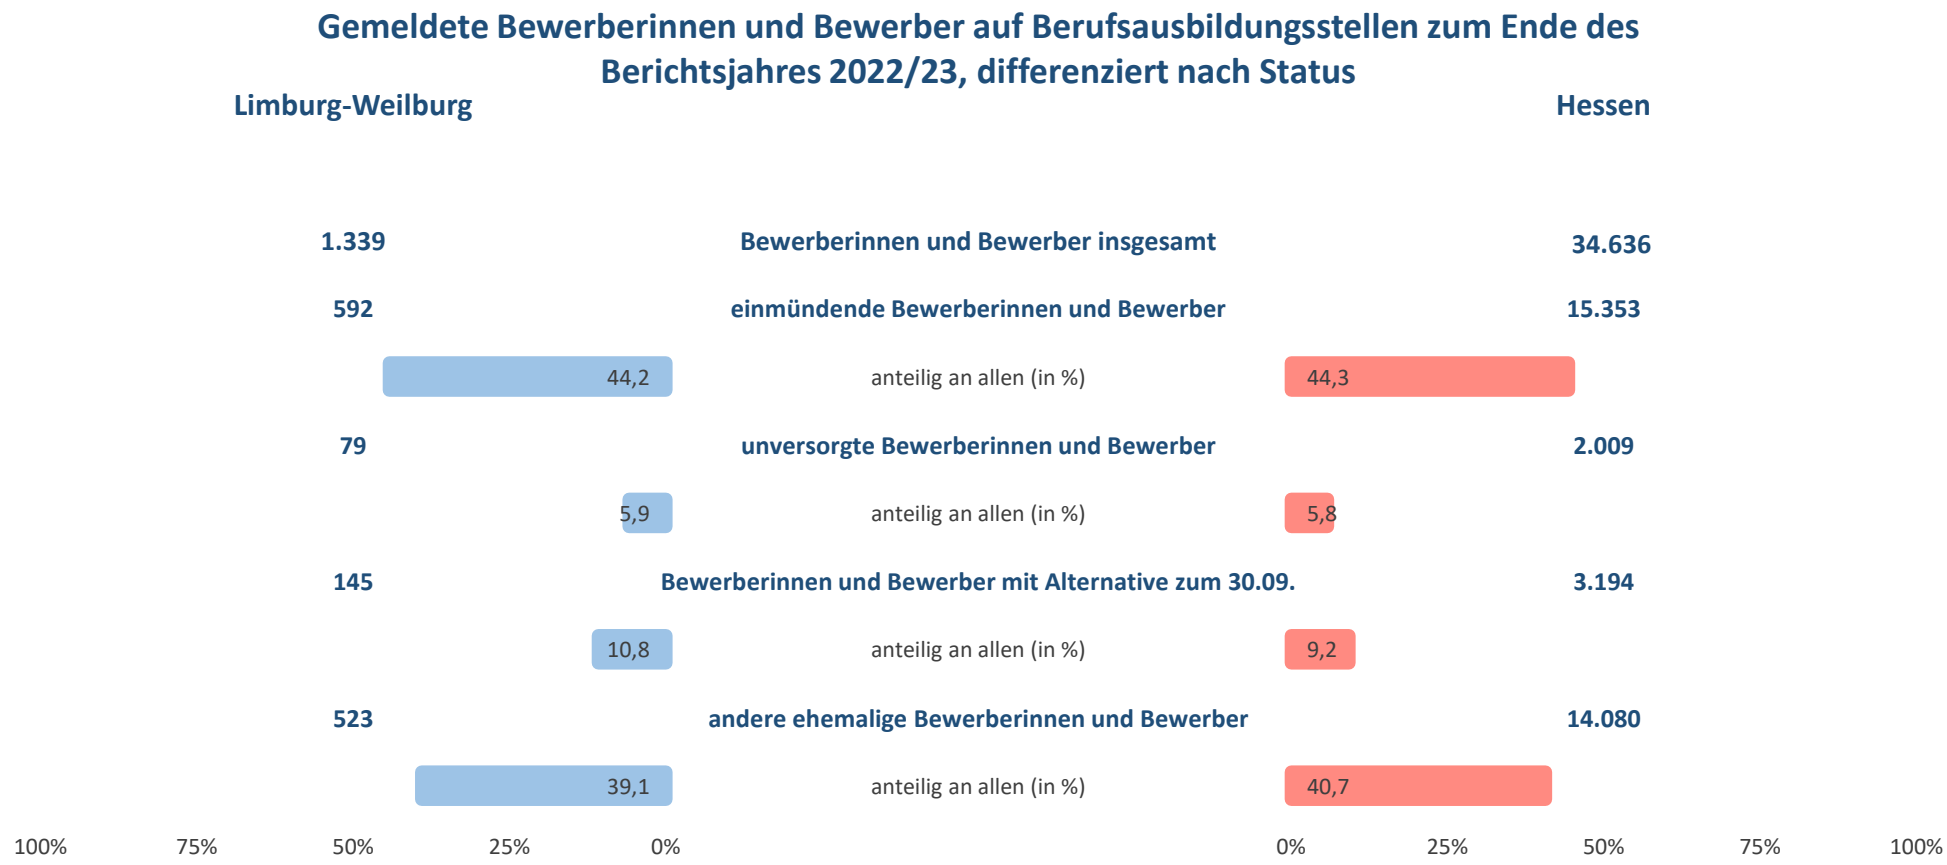 Gemeldete Bewerberinnen und Bewerber auf Berufsausbildungsstellen zum Ende des
Berichtsjahres 2022/23, differenziert nach Status
Limburg-Weilburg Hessen
1.339 Bewerberinnen und Bewerber insgesamt 34.636
592 einmündende Bewerberinnen und Bewerber 15.353
44,2 anteilig an allen (in %) 44,3
79 unversorgte Bewerberinnen und Bewerber 2.009
5,9 anteilig an allen (in %) 5,8
145 Bewerberinnen und Bewerber mit Alternative zum 30.09. 3.194
10,8 anteilig an allen (in %) 9,2
523 andere ehemalige Bewerberinnen und Bewerber 14.080
39,1 anteilig an allen (in %) 40,7
100% 75% 50% 25% 0% 0% 25% 50% 75% 100%